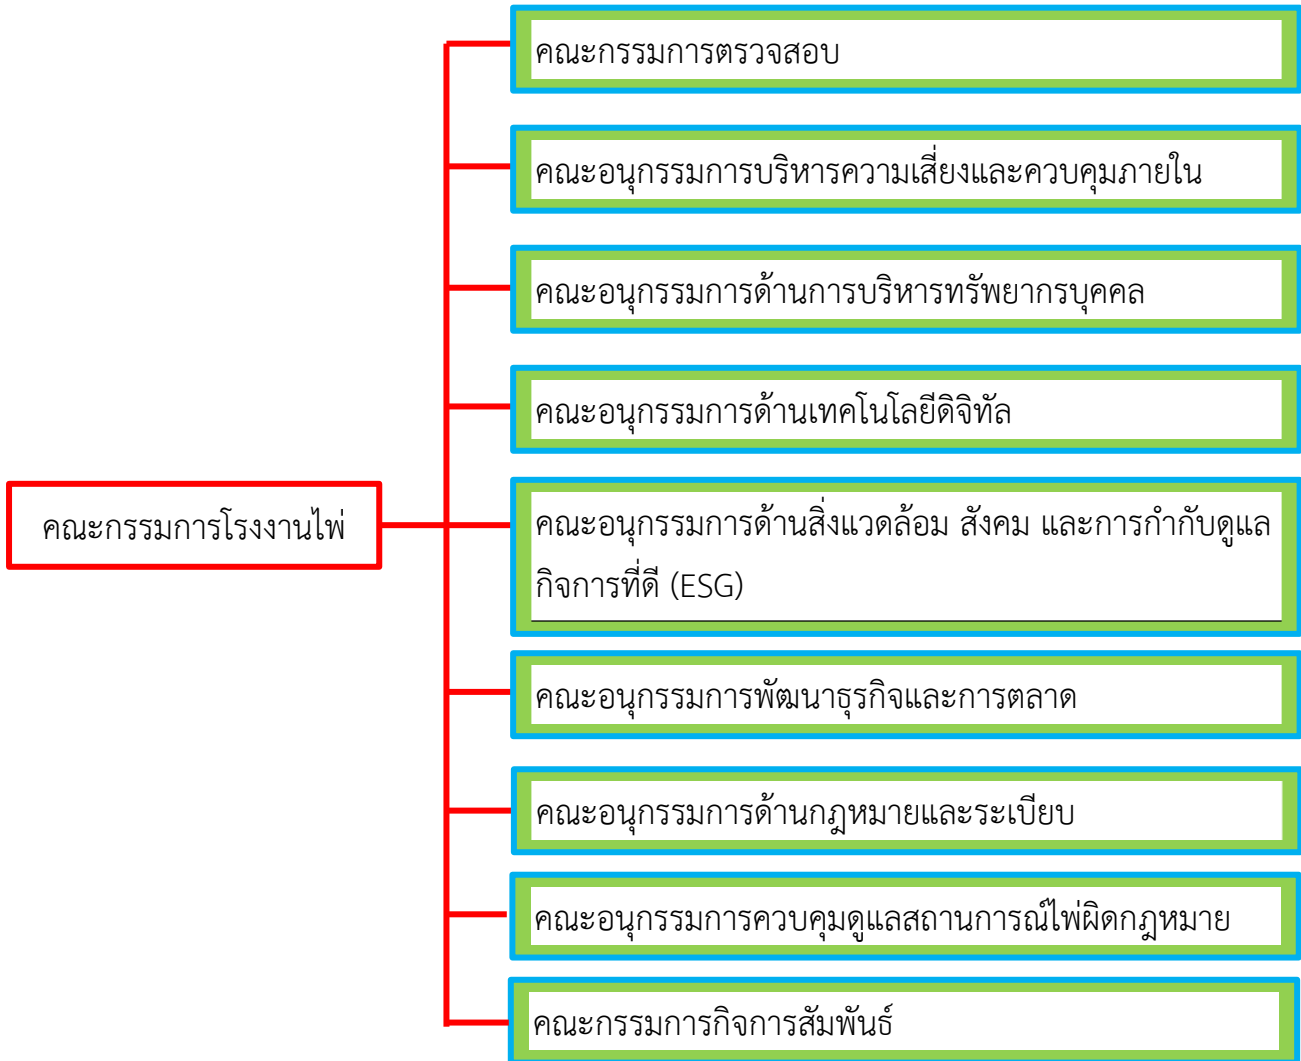 คณะกรรมการตรวจสอบ
คณะอนุกรรมการบริหารความเสี่ยงและควบคุมภายใน
คณะอนุกรรมการด้านการบริหารทรัพยากรบุคคล
คณะอนุกรรมการด้านเทคโนโลยีดิจิทัล
คณะกรรมการโรงงานไพ่
คณะอนุกรรมการด้านสิ่งแวดล้อม สังคม และการกำกับดูแล
กิจการที่ดี (ESG)
คณะอนุกรรมการพัฒนาธุรกิจและการตลาด
คณะอนุกรรมการด้านกฎหมายและระเบียบ
คณะอนุกรรมการควบคุมดูแลสถานการณ์ไพ่ผิดกฎหมาย
คณะกรรมการกิจการสัมพันธ์